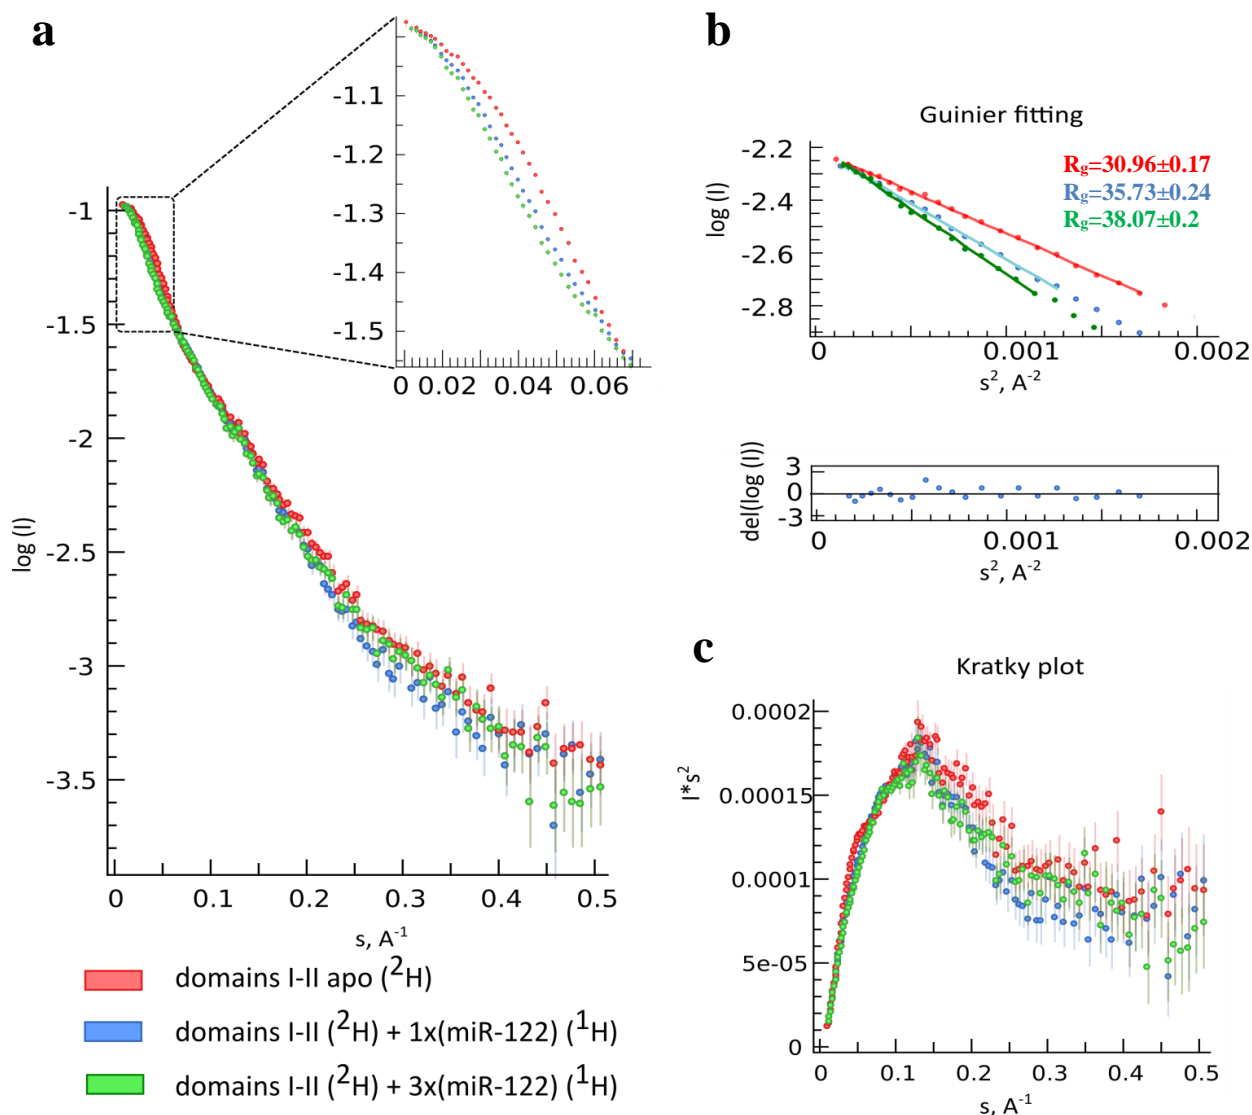 a
-1
-1.5
-2
-2.5
-3
-3.5
log (I)
0
0.1
0.2
0.3
0.4
0.5
s, A⁻¹
-1.1
-1.2
-1.3
-1.4
-1.5
0 0.02 0.04 0.06
domains I-II apo (²H)
domains I-II (²H) + 1x(miR-122) (¹H)
domains I-II (²H) + 3x(miR-122) (¹H)
b
Guinier fitting
Rg=30.96±0.17
Rg=35.73±0.24
Rg=38.07±0.2
-2.2
-2.4
-2.6
-2.8
log (I)
0
0.001
0.002
s², A⁻²
3
0
-3
del(log (I))
0
0.001
0.002
s², A⁻²
c
Kratky plot
0.0002
0.00015
0.0001
5e-05
0
I*s²
0
0.1
0.2
0.3
0.4
0.5
s, A⁻¹